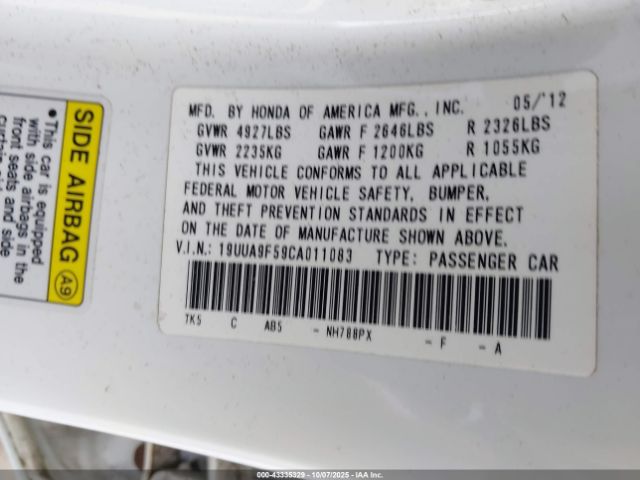 MFD. BY HONDA OF AMERICA MFG., INC. 05/'12
GVWR 4927LBS GAWR F 2646LBS R 2326LBS
GVWR 2235KG GAWR F 1200KG R 1055KG
THIS VEHICLE CONFORMS TO ALL APPLICABLE
FEDERAL MOTOR VEHICLE SAFETY, BUMPER,
AND THEFT PREVENTION STANDARDS IN EFFECT
ON THE DATE OF MANUFACTURE SHOWN ABOVE.
V.I.N.: 19UUA9F59CA011083 TYPE: PASSENGER CAR
TK5 C AB5 - NH788PX - F - A
SIDE AIRBAG A9
•This car is equipped
with side airbags in the
front seats and side
000-43335329 | 10/07/2025 | Copyright © IAA, Inc.